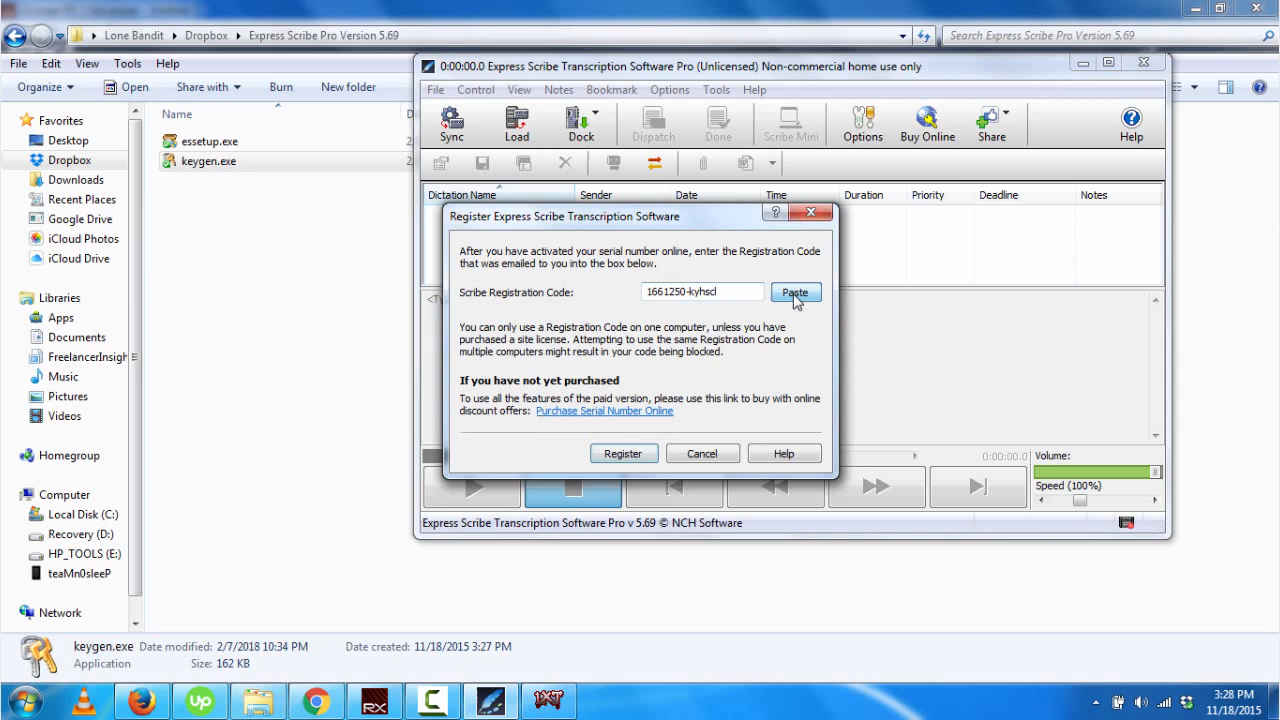 Lone Bandit Dropbox Express Scribe Pro Version 5.69
Search Express Scribe Pro Version 5.69
File Edit View Tools Help
Organize Open Share with Burn New folder
Favorites
Desktop
Dropbox
Downloads
Recent Places
Google Drive
iCloud Photos
iCloud Drive
Libraries
Apps
Documents
FreelancerInsigh
Music
Pictures
Videos
Homegroup
Computer
Local Disk (C:)
Recovery (D:)
HP_TOOLS (E:)
teaMn0sleeP
Network
Name
essetup.exe
keygen.exe
0:00:00.0 Express Scribe Transcription Software Pro (Unlicensed) Non-commercial home use only
File Control View Notes Bookmark Options Tools Help
Sync Load Dock Dispatch Done Scribe Mini Options Buy Online Share Help
Dictation Name Sender Date Time Duration Priority Deadline Notes
Register Express Scribe Transcription Software
After you have activated your serial number online, enter the Registration Code
that was emailed to you into the box below.
Scribe Registration Code: 1661250-kyhscl Paste
You can only use a Registration Code on one computer, unless you have
purchased a site license. Attempting to use the same Registration Code on
multiple computers might result in your code being blocked.
If you have not yet purchased
To use all the features of the paid version, please use this link to buy with online
discount offers: Purchase Serial Number Online
Register Cancel Help
0:00:00.0 Volume:
Speed (100%)
Express Scribe Transcription Software Pro v 5.69 © NCH Software
keygen.exe Date modified: 2/7/2018 10:34 PM Date created: 11/18/2015 3:27 PM
Application Size: 162 KB
up RX C 1XT
3:28 PM
11/18/2015